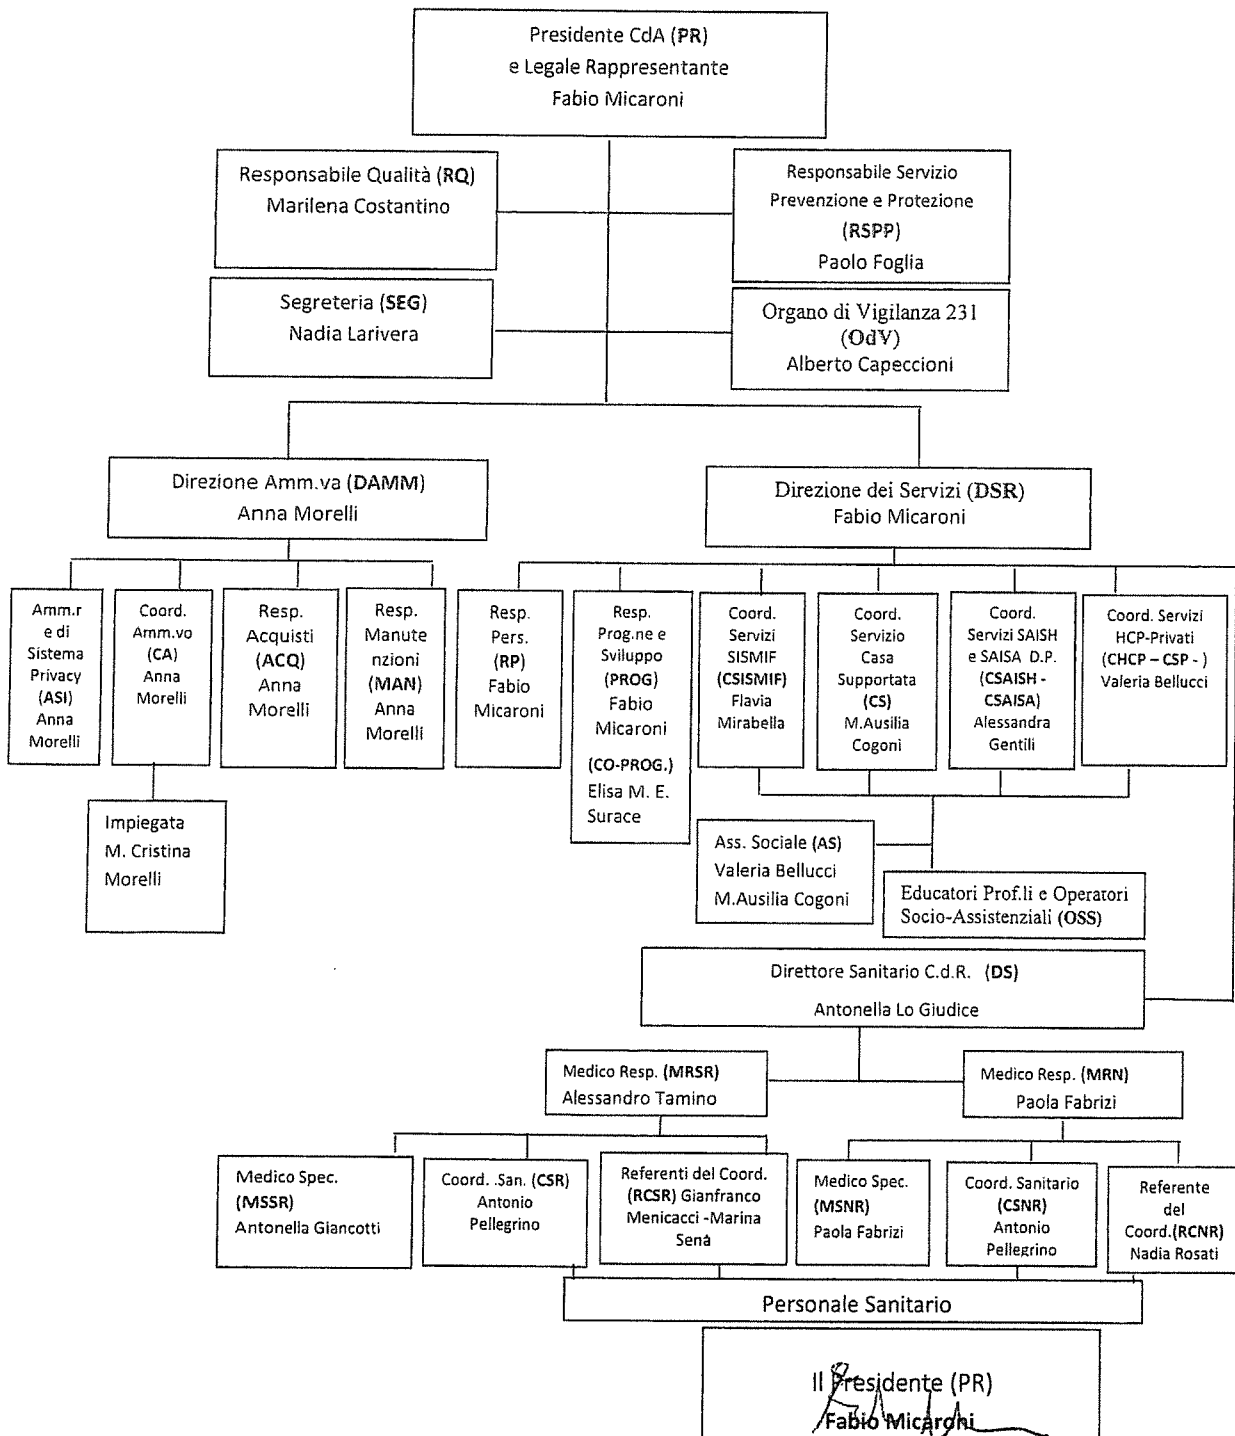 Presidente CdA (PR)
e Legale Rappresentante
Fabio Micaroni
Responsabile Qualità (RQ)
Marilena Costantino
Responsabile Servizio
Prevenzione e Protezione
(RSPP)
Paolo Foglia
Segreteria (SEG)
Nadia Larivera
Organo di Vigilanza 231
(OdV)
Alberto Capeccioni
Direzione Amm.va (DAMM)
Anna Morelli
Direzione dei Servizi (DSR)
Fabio Micaroni
Amm.r
e di
Sistema
Privacy
(ASI)
Anna
Morelli
Coord.
Amm.vo
(CA)
Anna
Morelli
Resp.
Acquisti
(ACQ)
Anna
Morelli
Resp.
Manute
nzioni
(MAN)
Anna
Morelli
Resp.
Pers.
(RP)
Fabio
Micaroni
Resp.
Prog.ne e
Sviluppo
(PROG)
Fabio
Micaroni
(CO-PROG.)
Elisa M. E.
Surace
Coord.
Servizi
SISMIF
(CSISMIF)
Flavia
Mirabella
Coord.
Servizio
Casa
Supportata
(CS)
M.Ausilia
Cogoni
Coord.
Servizi SAISH
e SAISA D.P.
(CSAISH -
CSAISA)
Alessandra
Gentili
Coord. Servizi
HCP-Privati
(CHCP – CSP - )
Valeria Bellucci
Impiegata
M. Cristina
Morelli
Ass. Sociale (AS)
Valeria Bellucci
M.Ausilia Cogoni
Educatori Prof.li e Operatori
Socio-Assistenziali (OSS)
Direttore Sanitario C.d.R. (DS)
Antonella Lo Giudice
Medico Resp. (MRSR)
Alessandro Tamino
Medico Resp. (MRN)
Paola Fabrizi
Medico Spec.
(MSSR)
Antonella Giancotti
Coord. .San. (CSR)
Antonio
Pellegrino
Referenti del Coord.
(RCSR) Gianfranco
Menicacci -Marina
Sena
Medico Spec.
(MSNR)
Paola Fabrizi
Coord. Sanitario
(CSNR)
Antonio
Pellegrino
Referente
del
Coord.(RCNR)
Nadia Rosati
Personale Sanitario
Il Presidente (PR)
Fabio Micaroni